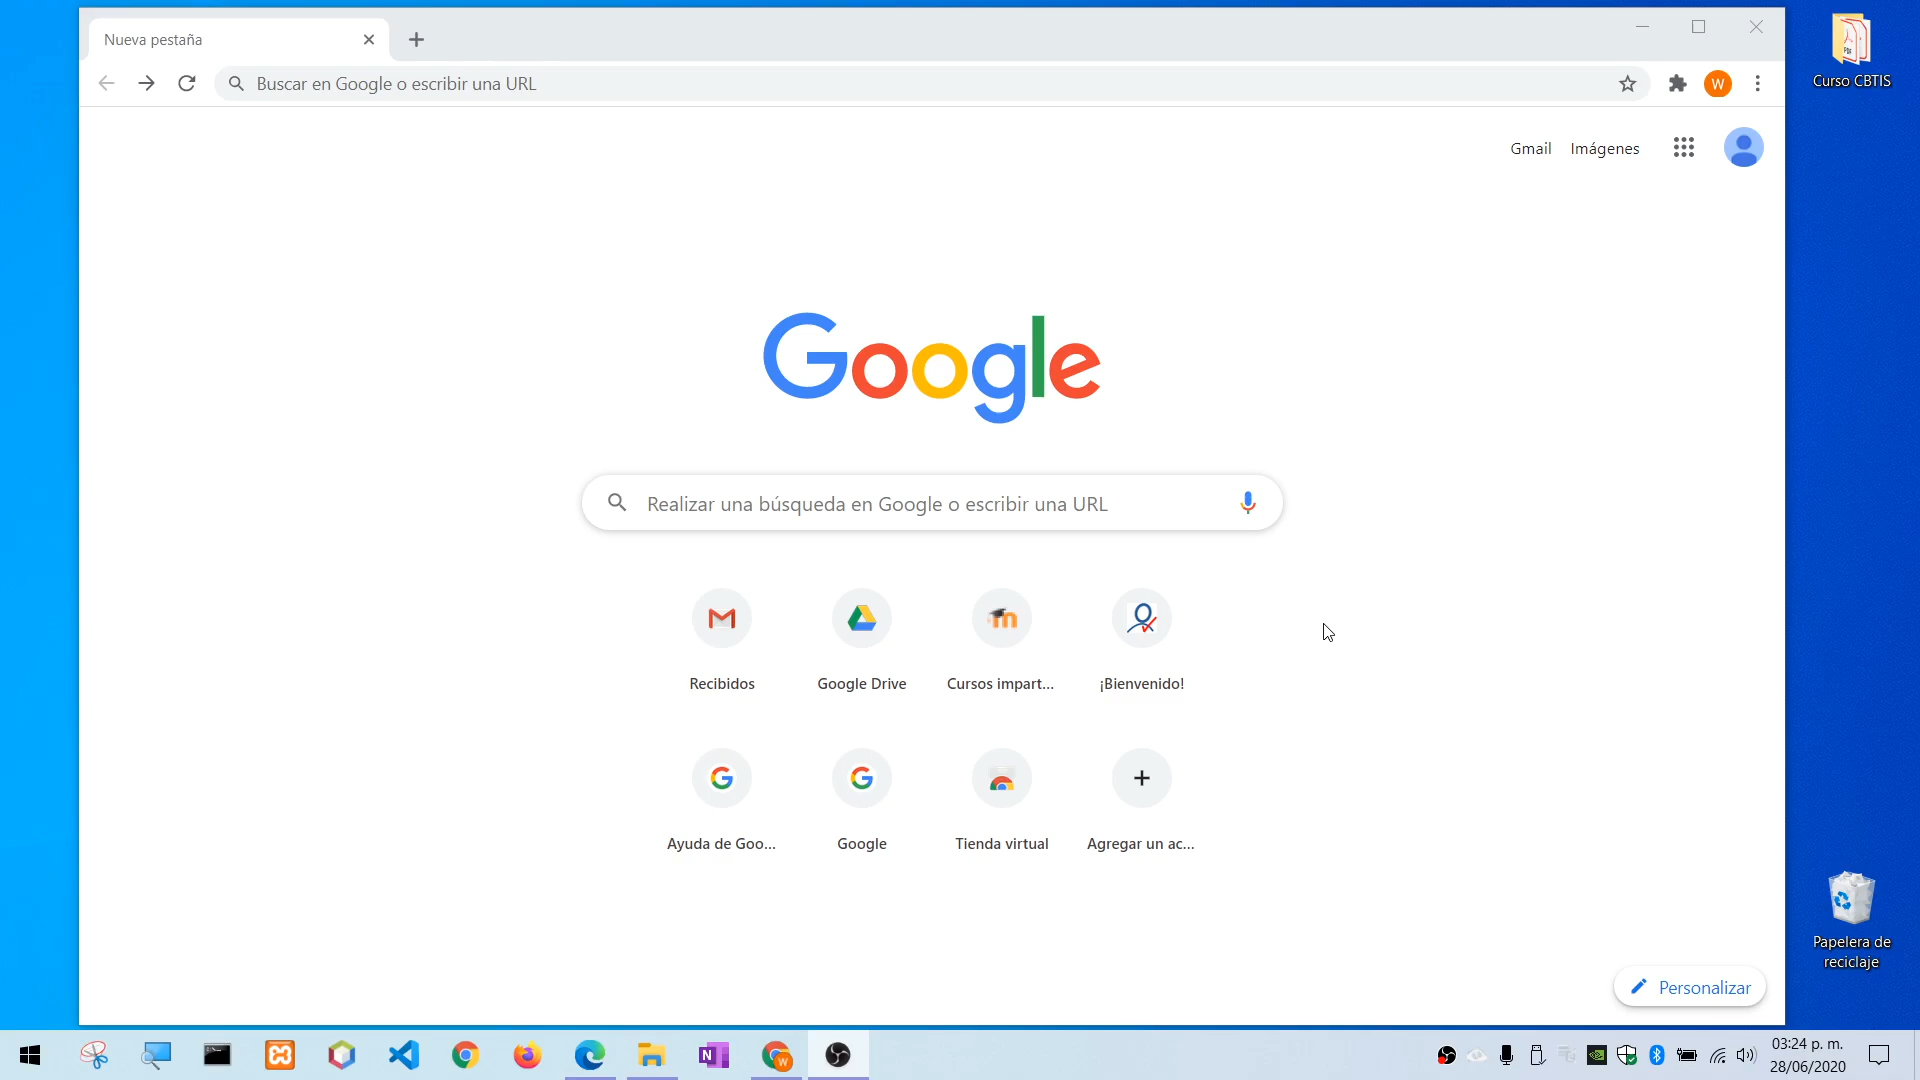 Nueva pestaña
Buscar en Google o escribir una URL
W
Gmail
Imágenes
Google
Realizar una búsqueda en Google o escribir una URL
Recibidos
Google Drive
Cursos impart...
¡Bienvenido!
Ayuda de Goo...
Google
Tienda virtual
Agregar un ac...
Personalizar
PDF
Curso CBTIS
Papelera de
reciclaje
03:24 p. m.
28/06/2020